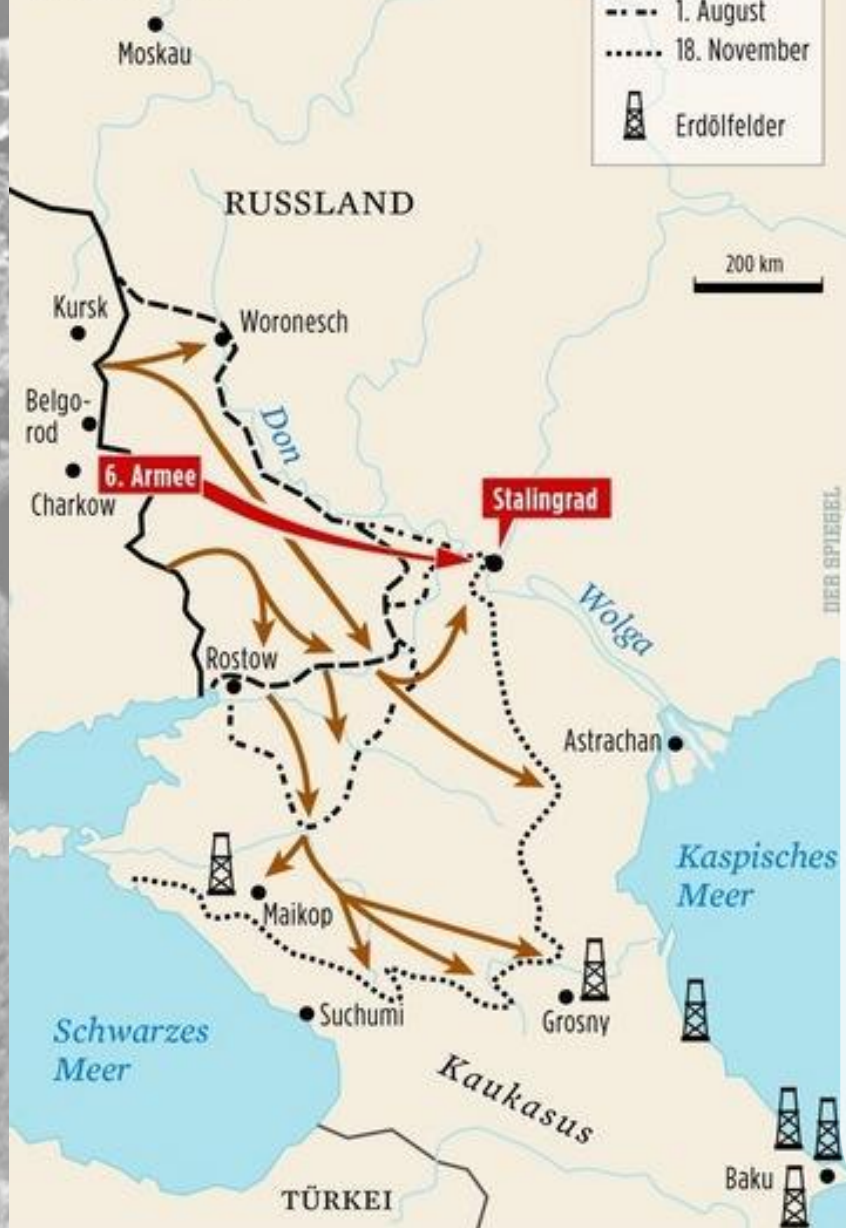 1. August
18. November
Erdölfelder
Moskau
RUSSLAND
200 km
Kursk
Woronesch
Belgo-
rod
Don
6. Armee
Charkow
Stalingrad
DER SPIEGEL
Wolga
Rostow
Astrachan
Kaspisches
Meer
Maikop
Suchumi
Grosny
Schwarzes
Meer
Kaukasus
Baku
TÜRKEI